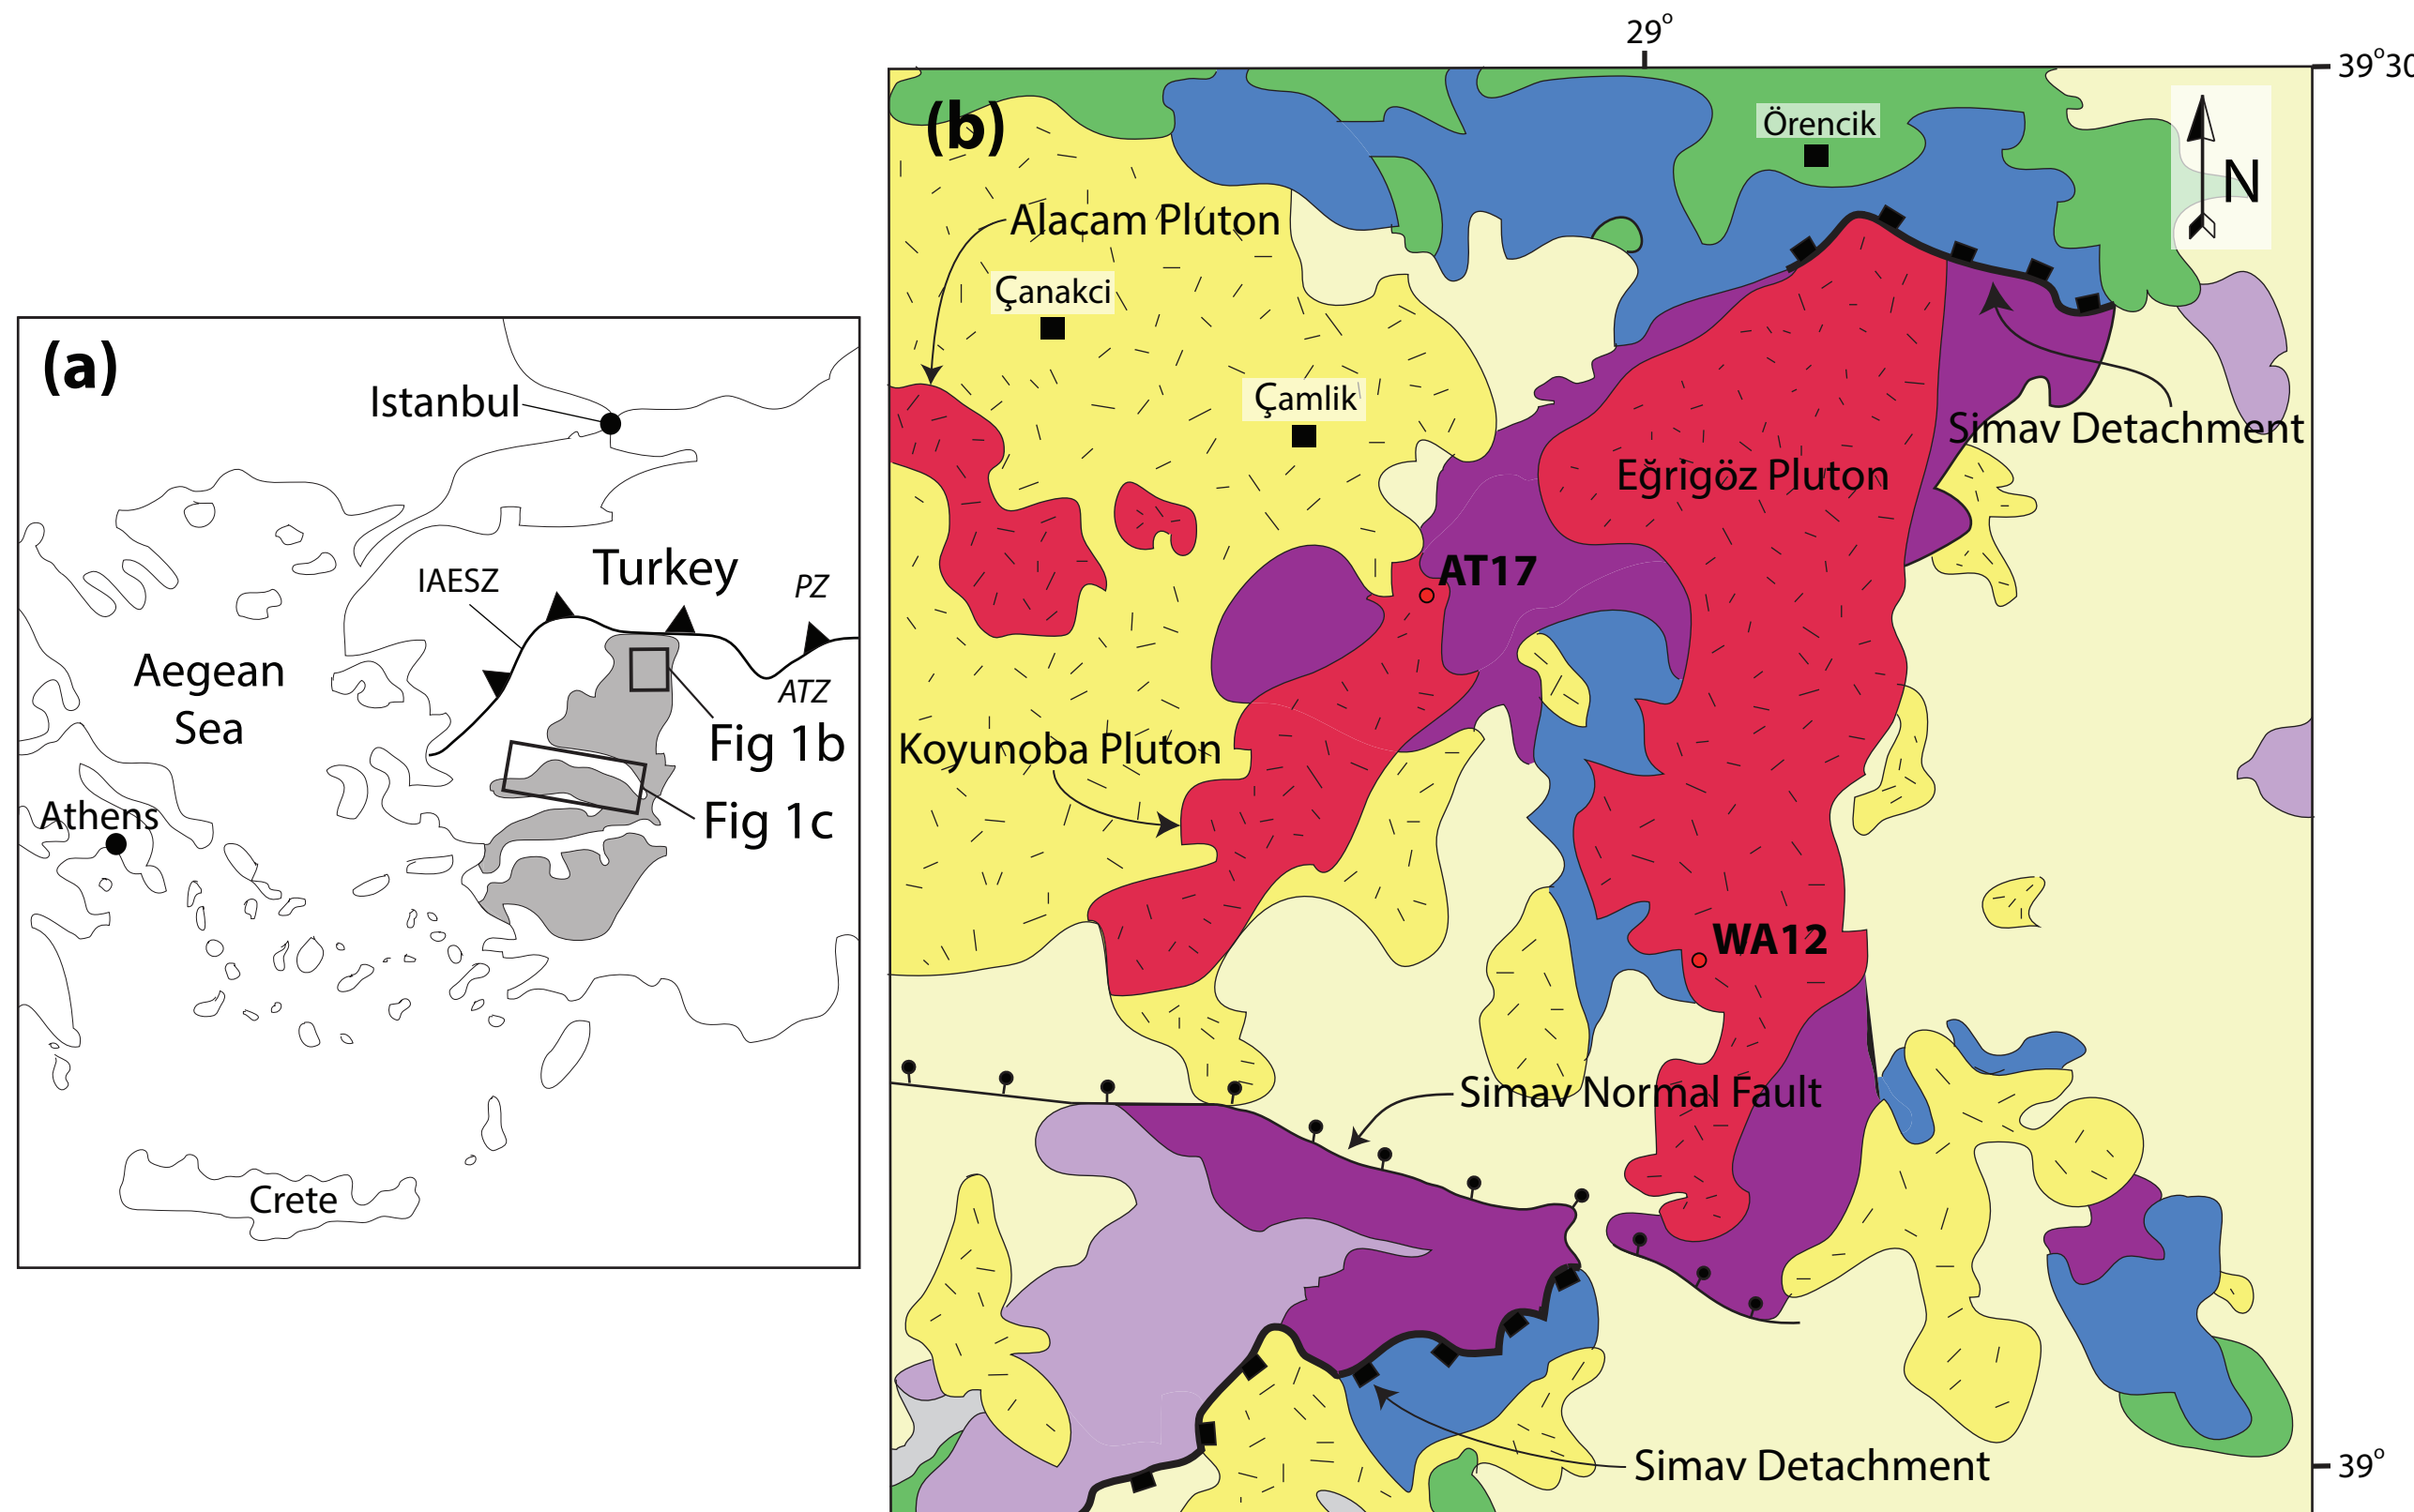 (a)
Istanbul
Turkey
IAESZ
PZ
Aegean
Sea
ATZ
Fig 1b
Fig 1c
Athens
Crete
29°
39°30
(b)
Örencik
N
Alacam Pluton
Çanakci
Çamlik
Simav Detachment
Eğrigöz Pluton
AT17
Koyunoba Pluton
WA12
Simav Normal Fault
Simav Detachment
39°